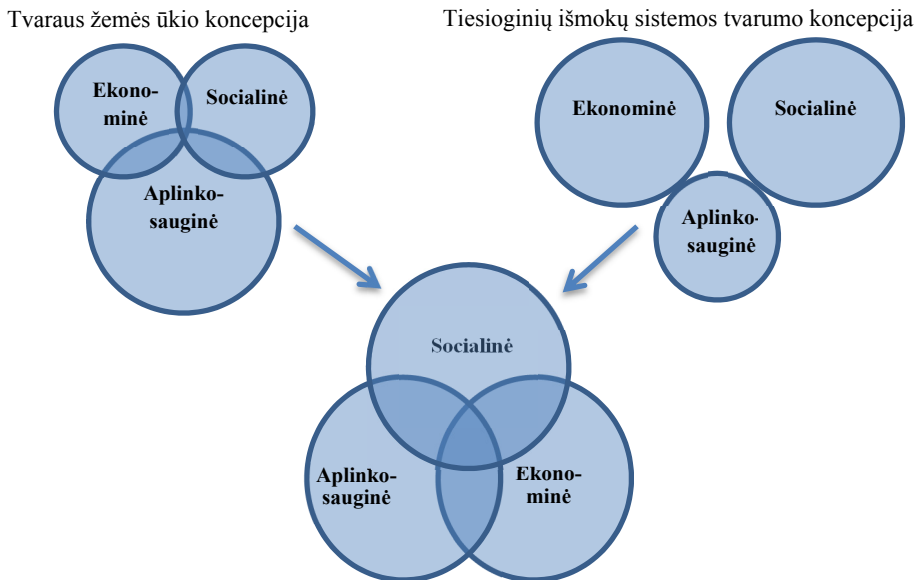 Tvaraus žemės ūkio koncepcija
Tiesioginių išmokų sistemos tvarumo koncepcija
Ekono-
minė
Socialinė
Aplinko-
sauginė
Ekonominė
Socialinė
Aplinko-
sauginė
Socialinė
Aplinko-
sauginė
Ekono-
minė